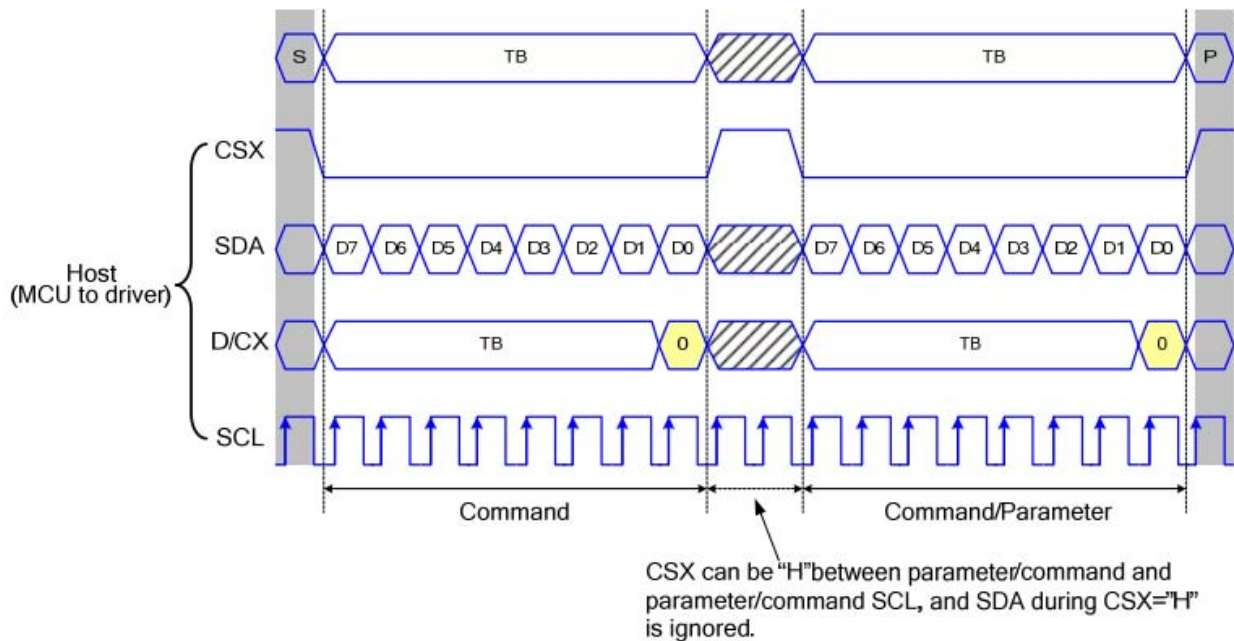 S TB TB P
CSX
SDA D7 D6 D5 D4 D3 D2 D1 D0 D7 D6 D5 D4 D3 D2 D1 D0
Host
(MCU to driver)
D/CX TB 0 TB 0
SCL
Command Command/Parameter
CSX can be “H”between parameter/command and
parameter/command SCL, and SDA during CSX=”H”
is ignored.